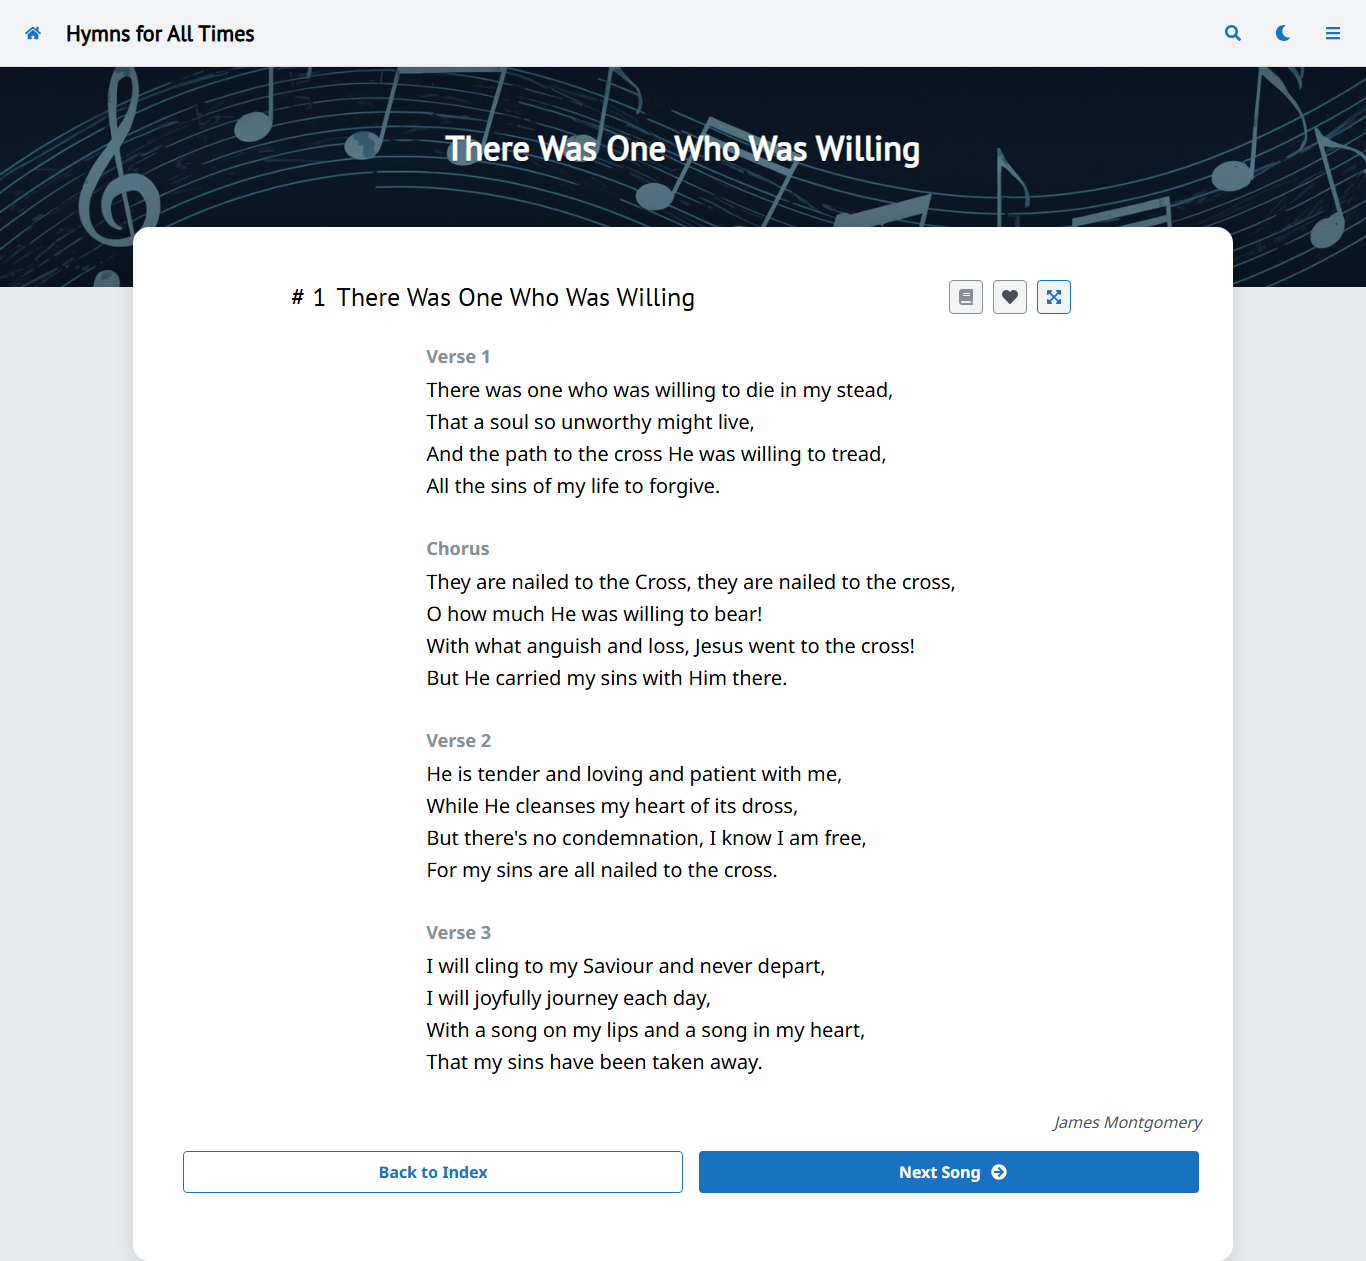 Hymns for All Times
There Was One Who Was Willing
# 1 There Was One Who Was Willing
Verse 1
There was one who was willing to die in my stead,
That a soul so unworthy might live,
And the path to the cross He was willing to tread,
All the sins of my life to forgive.
Chorus
They are nailed to the Cross, they are nailed to the cross,
O how much He was willing to bear!
With what anguish and loss, Jesus went to the cross!
But He carried my sins with Him there.
Verse 2
He is tender and loving and patient with me,
While He cleanses my heart of its dross,
But there's no condemnation, I know I am free,
For my sins are all nailed to the cross.
Verse 3
I will cling to my Saviour and never depart,
I will joyfully journey each day,
With a song on my lips and a song in my heart,
That my sins have been taken away.
James Montgomery
Back to Index
Next Song